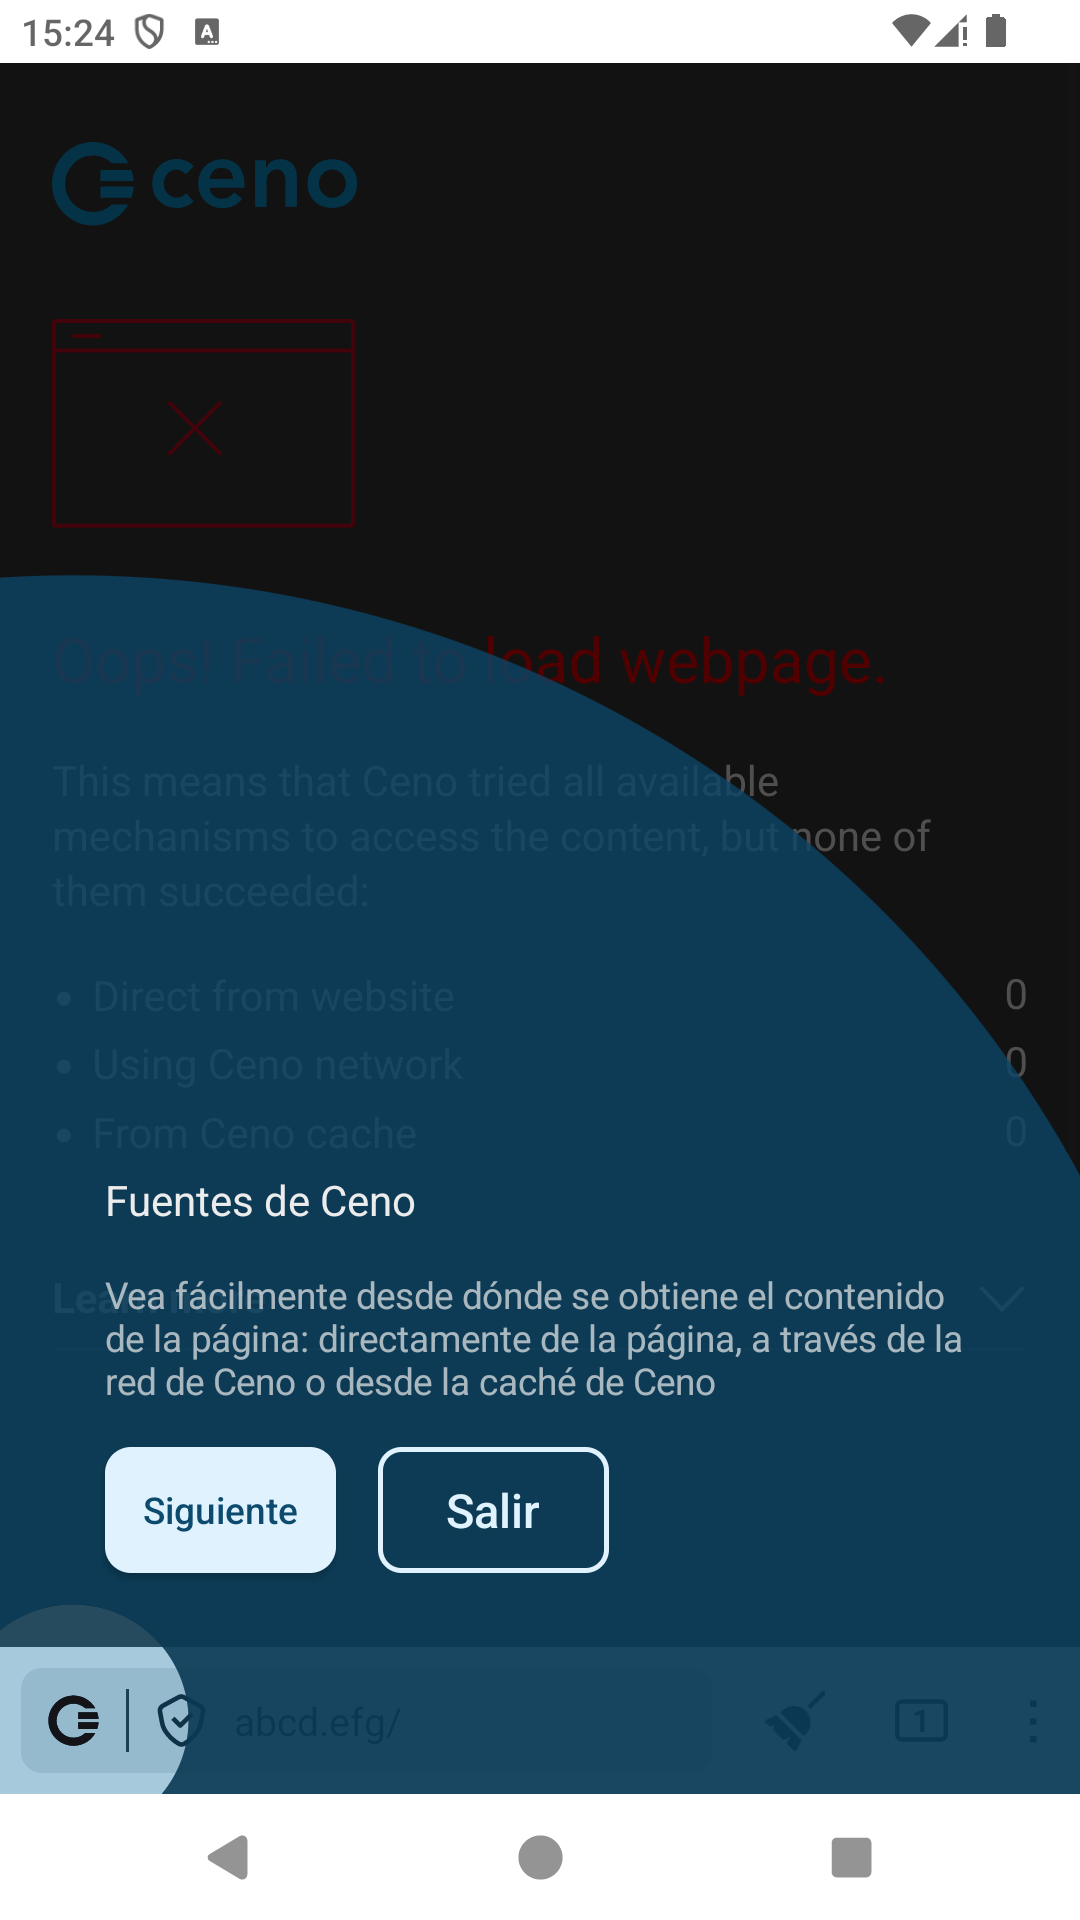 15:24
ceno
Oops! Failed to load webpage.
This means that Ceno tried all available
mechanisms to access the content, but none of
them succeeded:
Direct from website 0
Using Ceno network 0
From Ceno cache 0
Fuentes de Ceno
Vea fácilmente desde dónde se obtiene el contenido
de la página: directamente de la página, a través de la
red de Ceno o desde la caché de Ceno
Siguiente Salir
abcd.efg/ 1